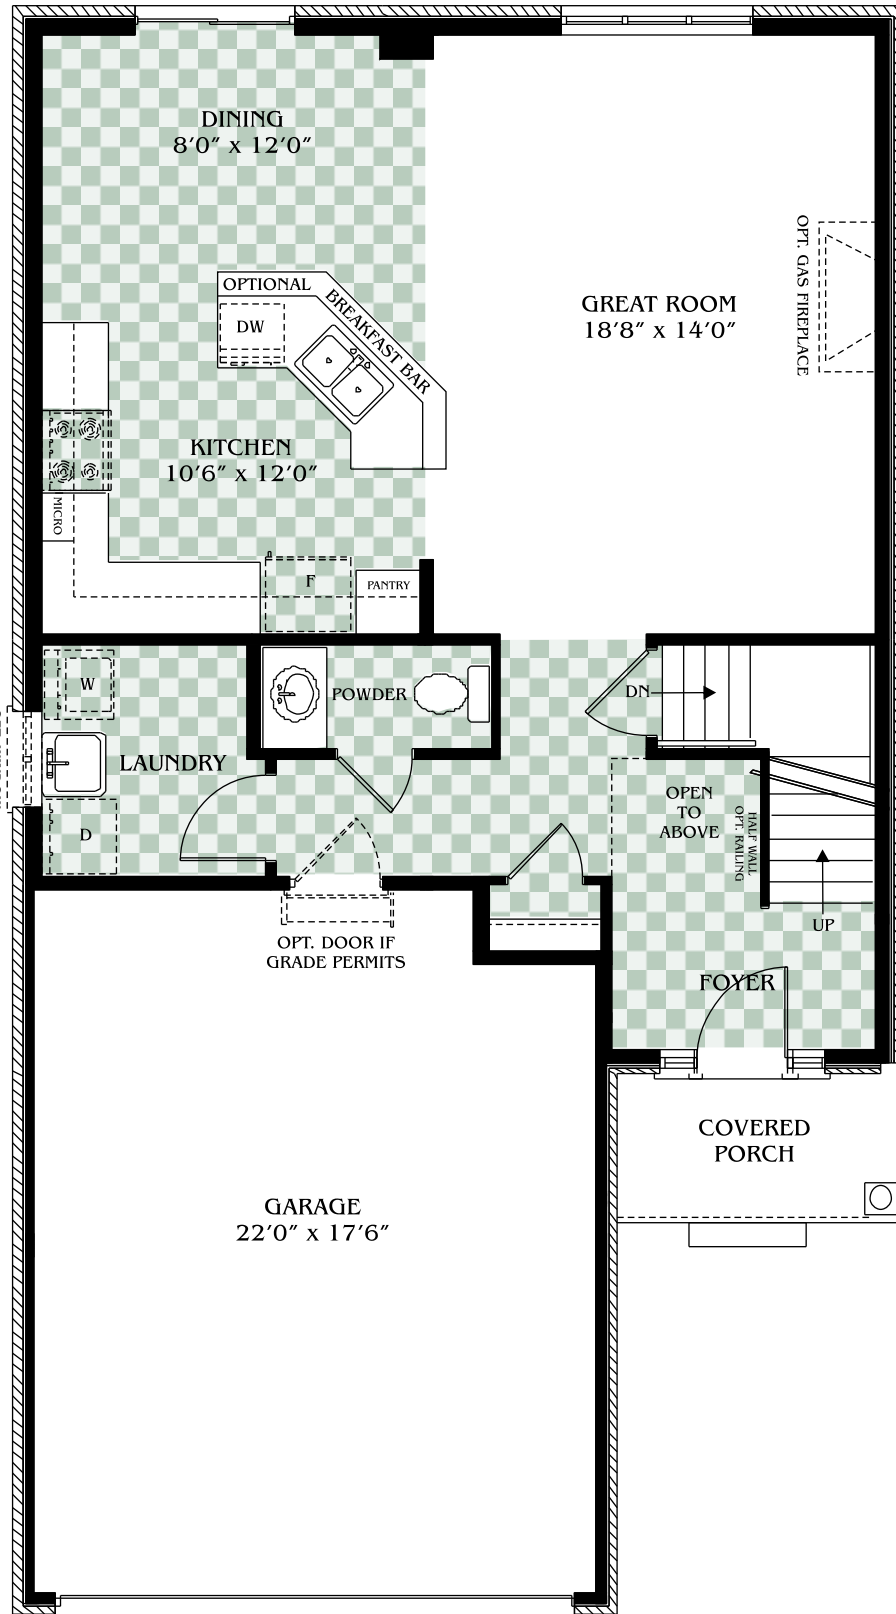 DINING
8'0" x 12'0"
OPTIONAL
BREAKFAST BAR
DW
GREAT ROOM
18'8" x 14'0"
OPT. GAS FIREPLACE
KITCHEN
10'6" x 12'0"
MICRO
F
PANTRY
W
POWDER
DN
LAUNDRY
D
OPEN
TO
ABOVE
HALF WALL
OPT. RAILING
UP
OPT. DOOR IF
GRADE PERMITS
FOYER
COVERED
PORCH
GARAGE
22'0" x 17'6"